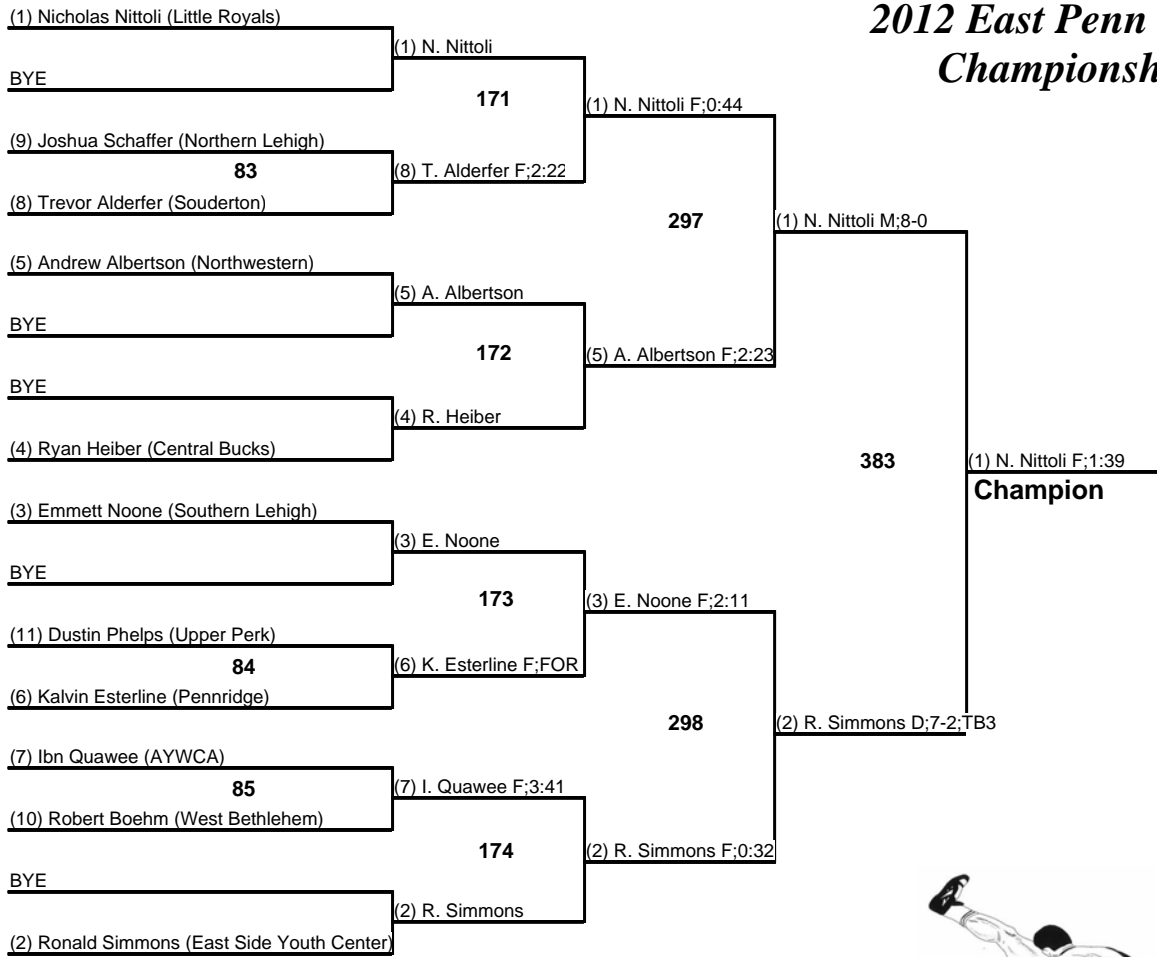 2012 East Penn
Championsh
(1) Nicholas Nittoli (Little Royals)
(1) N. Nittoli
BYE
171
(1) N. Nittoli F;0:44
(9) Joshua Schaffer (Northern Lehigh)
83
(8) T. Alderfer F;2:22
(8) Trevor Alderfer (Souderton)
297
(1) N. Nittoli M;8-0
(5) Andrew Albertson (Northwestern)
(5) A. Albertson
BYE
172
(5) A. Albertson F;2:23
BYE
(4) R. Heiber
(4) Ryan Heiber (Central Bucks)
383
(1) N. Nittoli F;1:39
Champion
(3) Emmett Noone (Southern Lehigh)
(3) E. Noone
BYE
173
(3) E. Noone F;2:11
(11) Dustin Phelps (Upper Perk)
84
(6) K. Esterline F;FOR
(6) Kalvin Esterline (Pennridge)
298
(2) R. Simmons D;7-2;TB3
(7) Ibn Quawee (AYWCA)
85
(7) I. Quawee F;3:41
(10) Robert Boehm (West Bethlehem)
174
(2) R. Simmons F;0:32
BYE
(2) R. Simmons
(2) Ronald Simmons (East Side Youth Center)